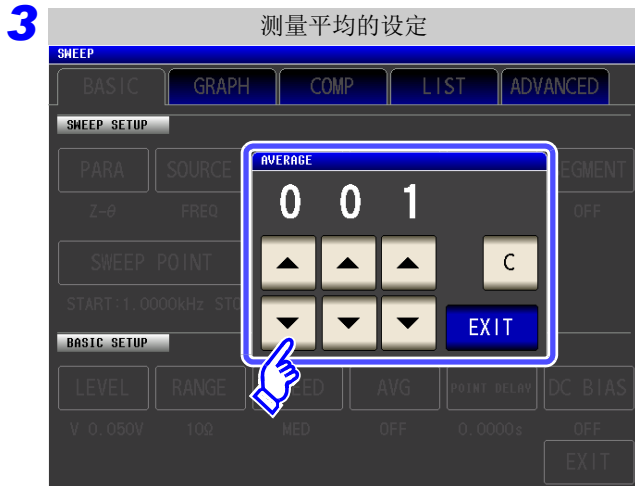 3 测量平均的设定
SWEEP
BASIC GRAPH COMP LIST ADVANCED
SWEEP SETUP
PARA SOURCE EGMENT
Z-θ FREQ OFF
AVERAGE
0 0 1
C
EXIT
SWEEP POINT
START:1.0000kHz STO
BASIC SETUP
LEVEL RANGE EED AVG POINT DELAY DC BIAS
V 0.050V 10Ω MED OFF 0.0000s OFF
EXIT